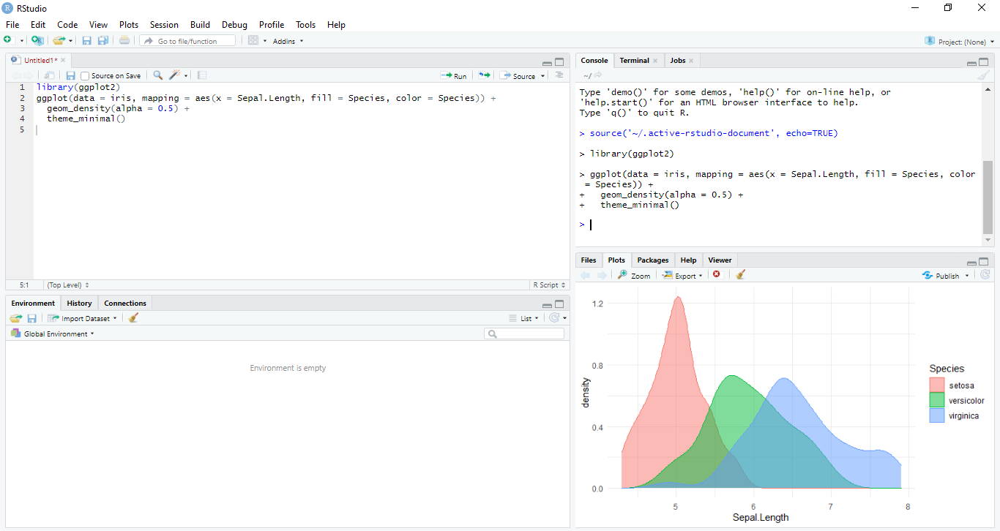 RStudio
File Edit Code View Plots Session Build Debug Profile Tools Help
Go to file/function Addins Project: (None)
Untitled1*
Source on Save Run Source
1 library(ggplot2)
2 ggplot(data = iris, mapping = aes(x = Sepal.Length, fill = Species, color = Species)) +
3 geom_density(alpha = 0.5) +
4 theme_minimal()
5
5:1 (Top Level) R Script
Environment History Connections
Import Dataset List
Global Environment
Environment is empty
Console Terminal Jobs
~/
Type 'demo()' for some demos, 'help()' for on-line help, or
'help.start()' for an HTML browser interface to help.
Type 'q()' to quit R.
> source('~/.active-rstudio-document', echo=TRUE)
> library(ggplot2)
> ggplot(data = iris, mapping = aes(x = Sepal.Length, fill = Species, color
= Species)) +
+ geom_density(alpha = 0.5) +
+ theme_minimal()
>
Files Plots Packages Help Viewer
Zoom Export Publish
1.2
0.8
0.4
0.0
density
5 6 7 8
Sepal.Length
Species
setosa
versicolor
virginica